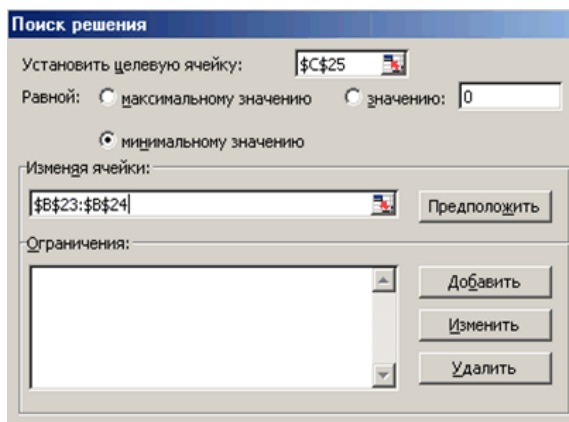 Поиск решения
Установить целевую ячейку: $C$25
Равной: максимальному значению значению: 0
минимальному значению
Изменяя ячейки:
$B$23:$B$24 Предположить
Ограничения:
Добавить
Изменить
Удалить